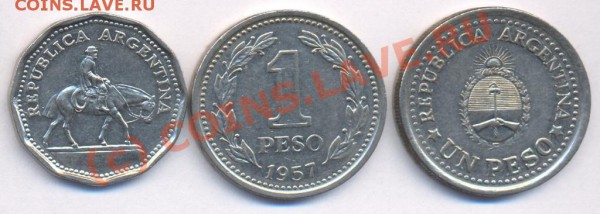 coins.lave.ru
REPUBLICA ARGENTINA
1
PESO
1957
REPUBLICA ARGENTINA
UN PESO
(c) COINS.LAVE.RU